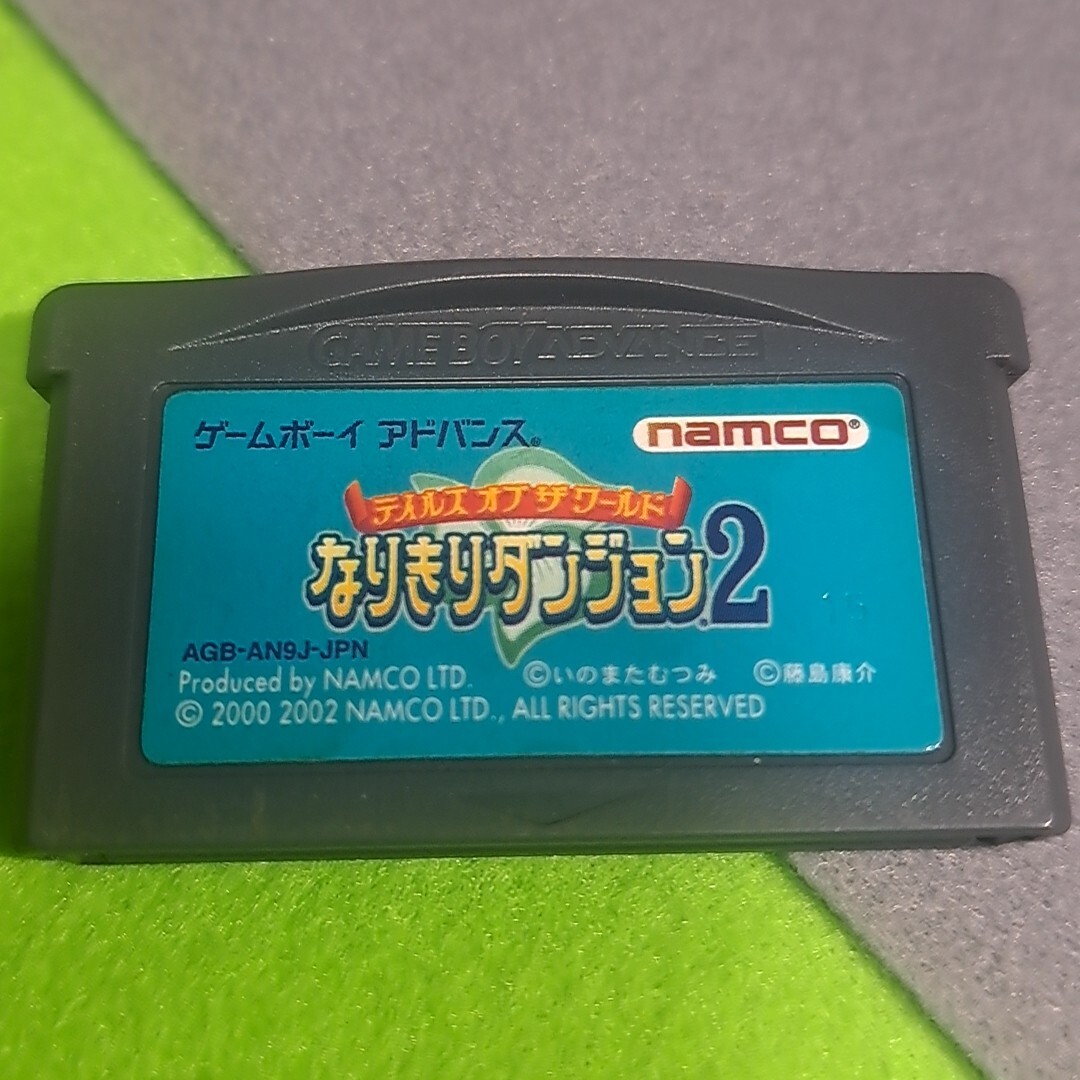 GAME BOY ADVANCE
ゲームボーイ アドバンス®
namco®
テイルズ オブ ザ ワールド
なりきりダンジョン2
AGB-AN9J-JPN
Produced by NAMCO LTD. ©いのまたむつみ ©藤島康介
© 2000 2002 NAMCO LTD., ALL RIGHTS RESERVED